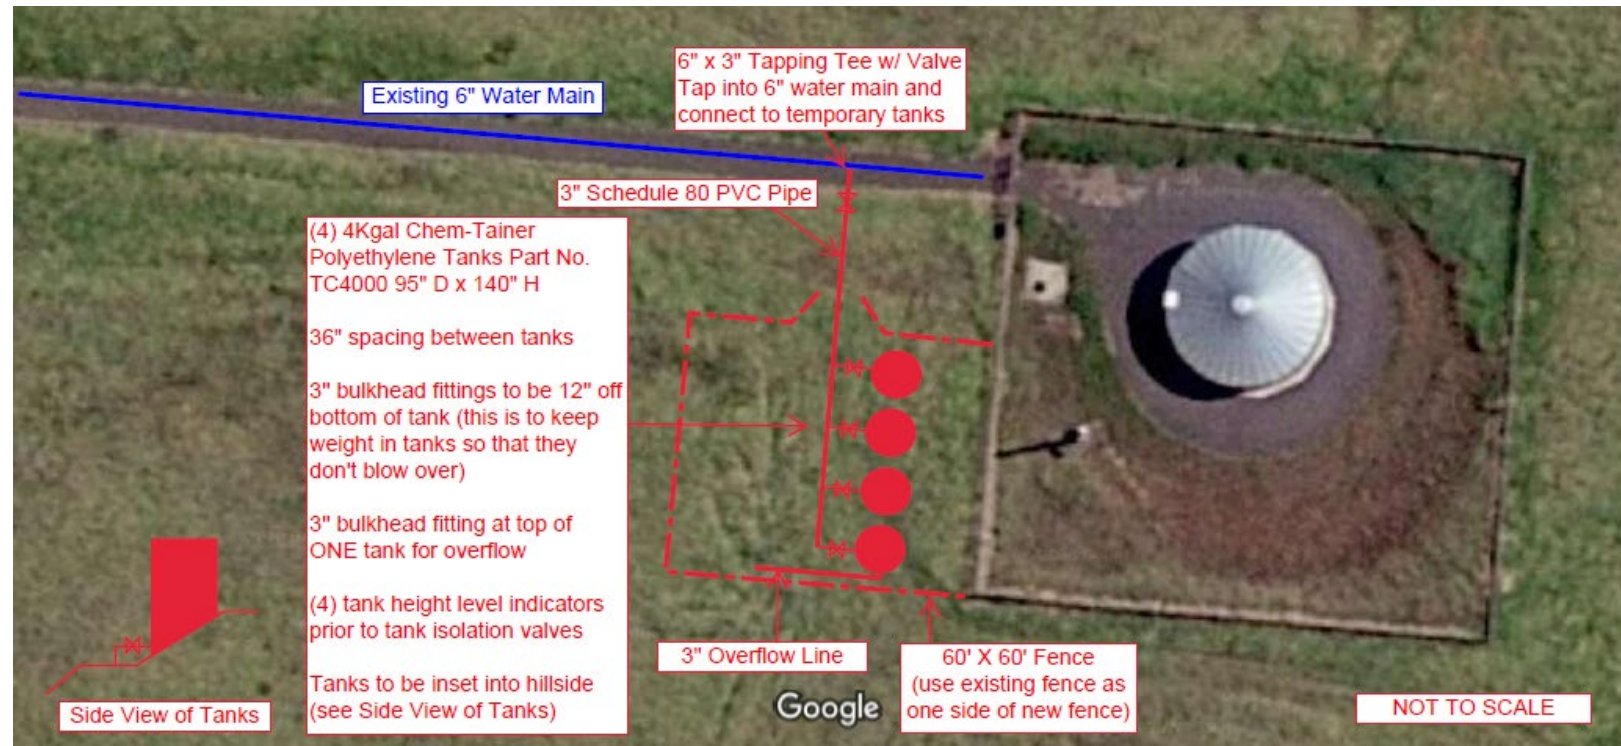 6" x 3" Tapping Tee w/ Valve
Tap into 6" water main and
connect to temporary tanks
Existing 6" Water Main
3" Schedule 80 PVC Pipe
(4) 4Kgal Chem-Tainer
Polyethylene Tanks Part No.
TC4000 95" D x 140" H
36" spacing between tanks
3" bulkhead fittings to be 12" off
bottom of tank (this is to keep
weight in tanks so that they
don't blow over)
3" bulkhead fitting at top of
ONE tank for overflow
(4) tank height level indicators
prior to tank isolation valves
Tanks to be inset into hillside
(see Side View of Tanks)
Side View of Tanks
3" Overflow Line
60' X 60' Fence
(use existing fence as
one side of new fence)
Google
NOT TO SCALE